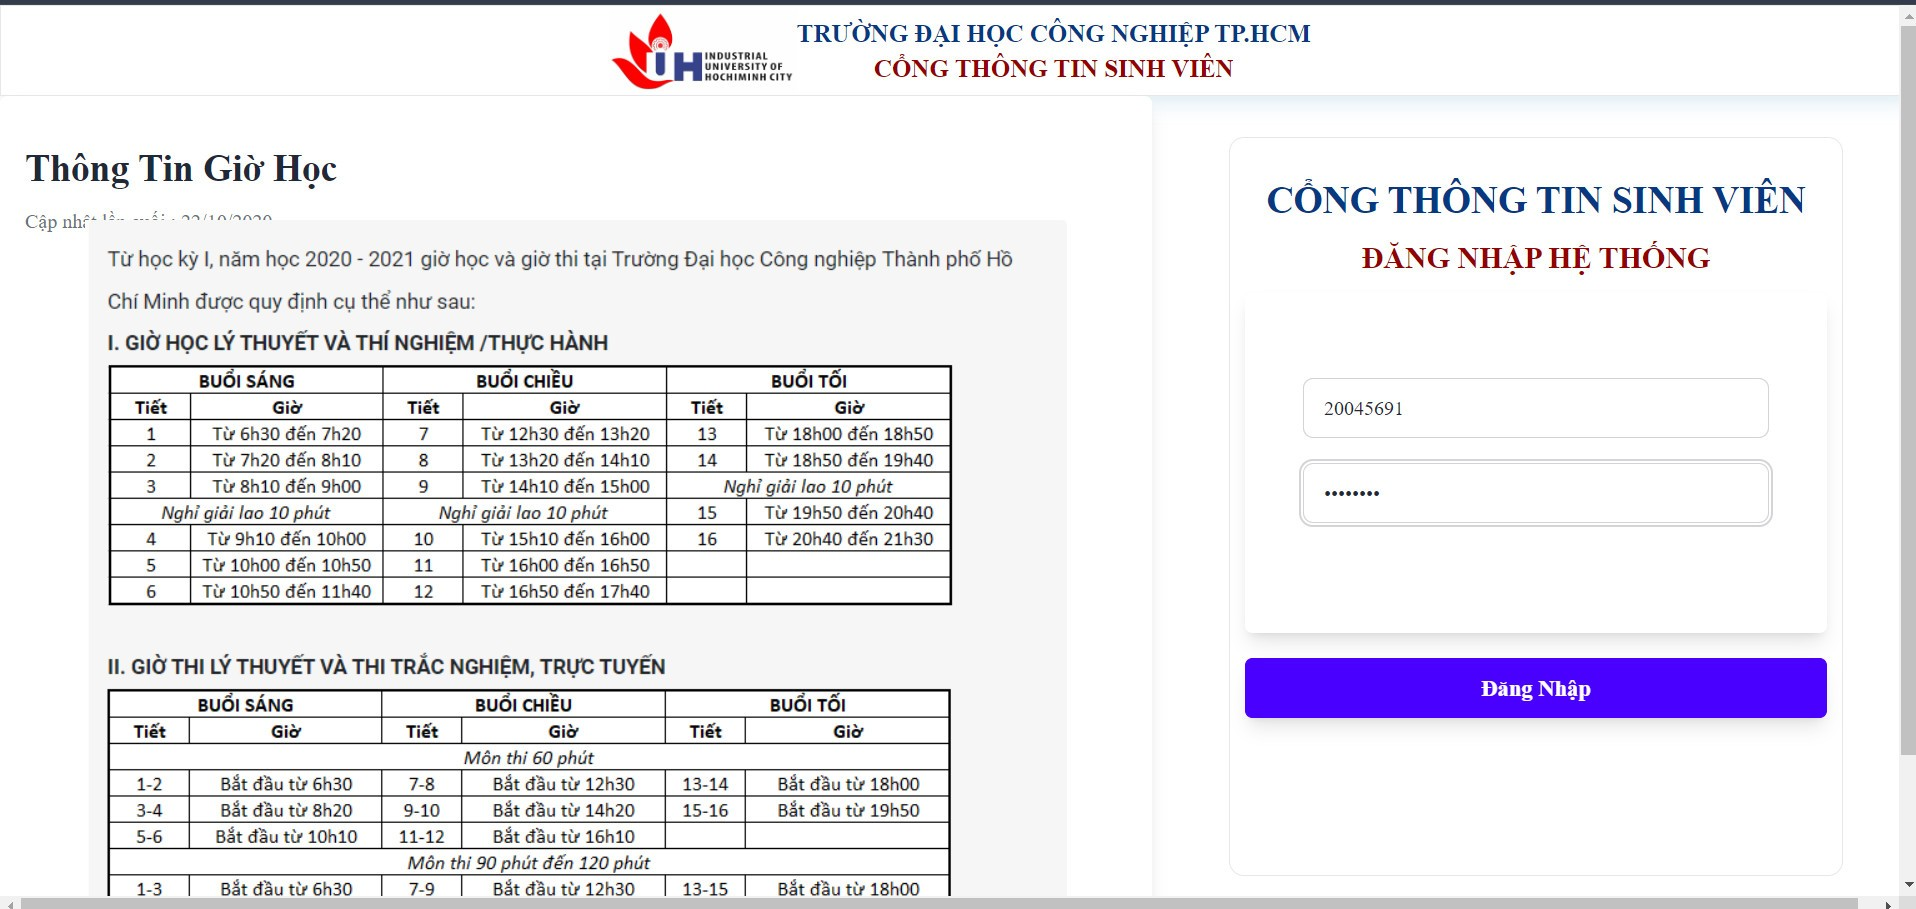 INDUSTRIAL
UNIVERSITY OF
HOCHIMINH CITY
TRƯỜNG ĐẠI HỌC CÔNG NGHIỆP TP.HCM
CỔNG THÔNG TIN SINH VIÊN
Thông Tin Giờ Học
Cập nhật lần cuối : 22/10/2020
Từ học kỳ I, năm học 2020 - 2021 giờ học và giờ thi tại Trường Đại học Công nghiệp Thành phố Hồ
Chí Minh được quy định cụ thể như sau:
I. GIỜ HỌC LÝ THUYẾT VÀ THÍ NGHIỆM /THỰC HÀNH
BUỔI SÁNG BUỔI CHIỀU BUỔI TỐI
Tiết Giờ Tiết Giờ Tiết Giờ
1 Từ 6h30 đến 7h20 7 Từ 12h30 đến 13h20 13 Từ 18h00 đến 18h50
2 Từ 7h20 đến 8h10 8 Từ 13h20 đến 14h10 14 Từ 18h50 đến 19h40
3 Từ 8h10 đến 9h00 9 Từ 14h10 đến 15h00 Nghỉ giải lao 10 phút
Nghỉ giải lao 10 phút Nghỉ giải lao 10 phút 15 Từ 19h50 đến 20h40
4 Từ 9h10 đến 10h00 10 Từ 15h10 đến 16h00 16 Từ 20h40 đến 21h30
5 Từ 10h00 đến 10h50 11 Từ 16h00 đến 16h50
6 Từ 10h50 đến 11h40 12 Từ 16h50 đến 17h40
II. GIỜ THI LÝ THUYẾT VÀ THI TRẮC NGHIỆM, TRỰC TUYẾN
BUỔI SÁNG BUỔI CHIỀU BUỔI TỐI
Tiết Giờ Tiết Giờ Tiết Giờ
Môn thi 60 phút
1-2 Bắt đầu từ 6h30 7-8 Bắt đầu từ 12h30 13-14 Bắt đầu từ 18h00
3-4 Bắt đầu từ 8h20 9-10 Bắt đầu từ 14h20 15-16 Bắt đầu từ 19h50
5-6 Bắt đầu từ 10h10 11-12 Bắt đầu từ 16h10
Môn thi 90 phút đến 120 phút
1-3 Bắt đầu từ 6h30 7-9 Bắt đầu từ 12h30 13-15 Bắt đầu từ 18h00
CỔNG THÔNG TIN SINH VIÊN
ĐĂNG NHẬP HỆ THỐNG
20045691
••••••••
Đăng Nhập